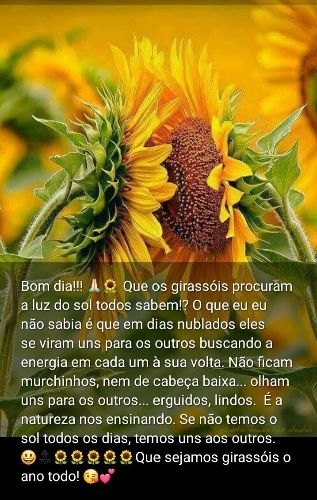 Bom dia!!! 🙏🏻🌻 Que os girassóis procuram
a luz do sol todos sabem!? O que eu eu
não sabia é que em dias nublados eles
se viram uns para os outros buscando a
energia em cada um à sua volta. Não ficam
murchinhos, nem de cabeça baixa... olham
uns para os outros... erguidos, lindos. É a
natureza nos ensinando. Se não temos o
sol todos os dias, temos uns aos outros.
😃🔝🌻🌻🌻🌻🌻Que sejamos girassóis o
ano todo! 😘💕